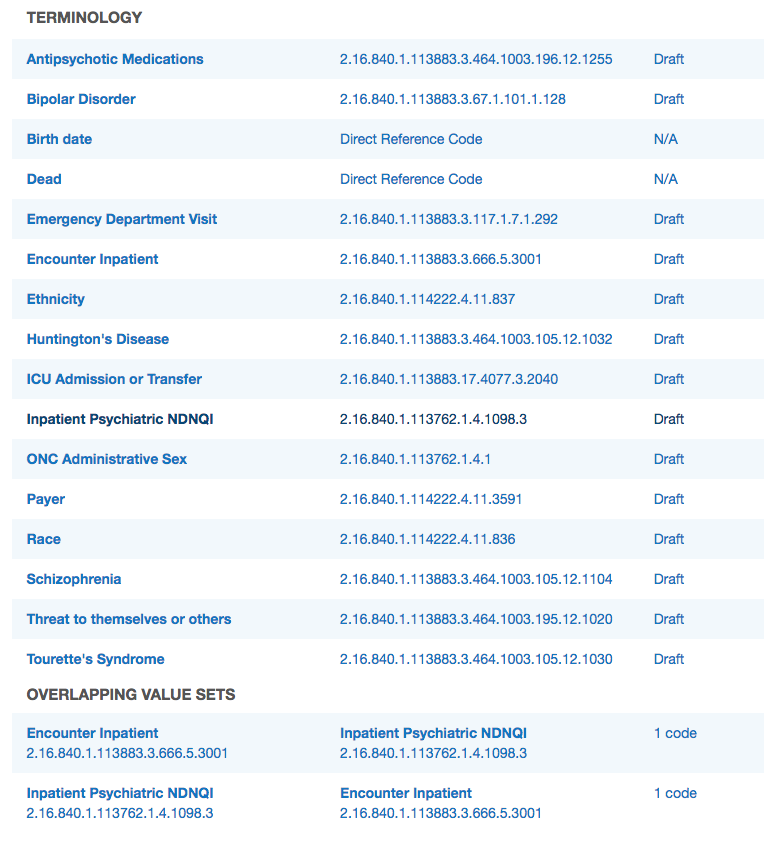 TERMINOLOGY
Antipsychotic Medications 2.16.840.1.113883.3.464.1003.196.12.1255 Draft
Bipolar Disorder 2.16.840.1.113883.3.67.1.101.1.128 Draft
Birth date Direct Reference Code N/A
Dead Direct Reference Code N/A
Emergency Department Visit 2.16.840.1.113883.3.117.1.7.1.292 Draft
Encounter Inpatient 2.16.840.1.113883.3.666.5.3001 Draft
Ethnicity 2.16.840.1.114222.4.11.837 Draft
Huntington's Disease 2.16.840.1.113883.3.464.1003.105.12.1032 Draft
ICU Admission or Transfer 2.16.840.1.113883.17.4077.3.2040 Draft
Inpatient Psychiatric NDNQI 2.16.840.1.113762.1.4.1098.3 Draft
ONC Administrative Sex 2.16.840.1.113762.1.4.1 Draft
Payer 2.16.840.1.114222.4.11.3591 Draft
Race 2.16.840.1.114222.4.11.836 Draft
Schizophrenia 2.16.840.1.113883.3.464.1003.105.12.1104 Draft
Threat to themselves or others 2.16.840.1.113883.3.464.1003.195.12.1020 Draft
Tourette's Syndrome 2.16.840.1.113883.3.464.1003.105.12.1030 Draft
OVERLAPPING VALUE SETS
Encounter Inpatient Inpatient Psychiatric NDNQI 1 code
2.16.840.1.113883.3.666.5.3001 2.16.840.1.113762.1.4.1098.3
Inpatient Psychiatric NDNQI Encounter Inpatient 1 code
2.16.840.1.113762.1.4.1098.3 2.16.840.1.113883.3.666.5.3001